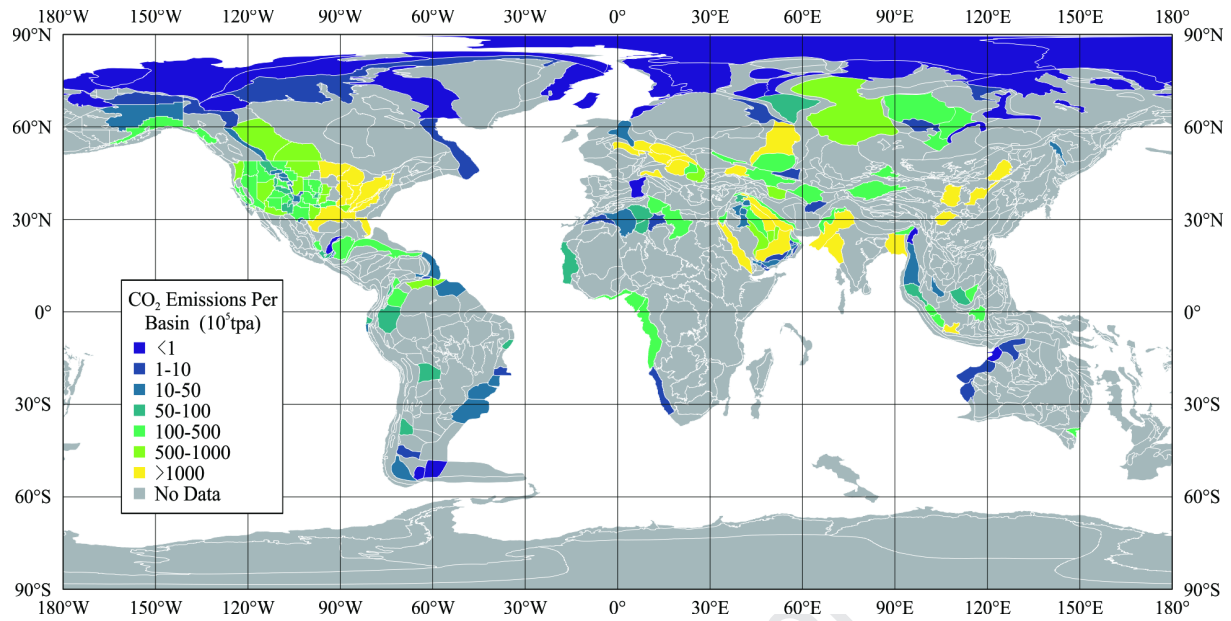 180°W 150°W 120°W 90°W 60°W 30°W 0° 30°E 60°E 90°E 120°E 150°E 180°
90°N 90°N
60°N 60°N
30°N 30°N
0° 0°
30°S 30°S
60°S 60°S
90°S 90°S
CO₂ Emissions Per
Basin (10⁵tpa)
<1
1-10
10-50
50-100
100-500
500-1000
>1000
No Data
180°W 150°W 120°W 90°W 60°W 30°W 0° 30°E 60°E 90°E 120°E 150°E 180°